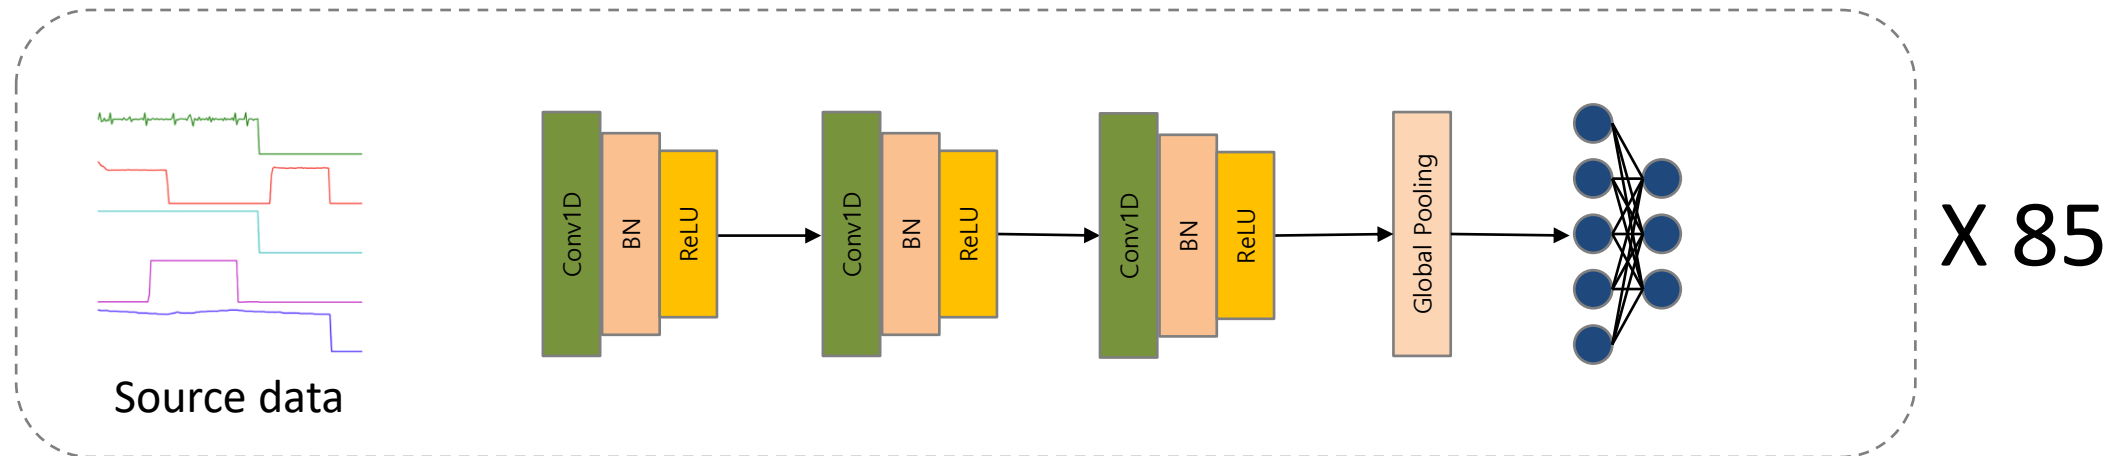 Conv1D
BN
ReLU
Conv1D
BN
ReLU
Conv1D
BN
ReLU
Global Pooling
X 85
Source data